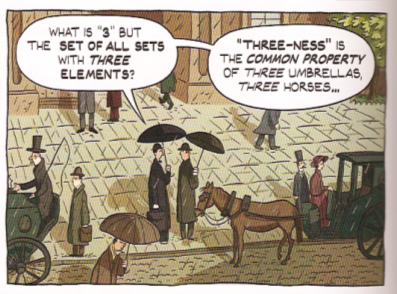 WHAT IS "3" BUT
THE SET OF ALL SETS
WITH THREE
ELEMENTS?
"THREE-NESS" IS
THE COMMON PROPERTY
OF THREE UMBRELLAS,
THREE HORSES...